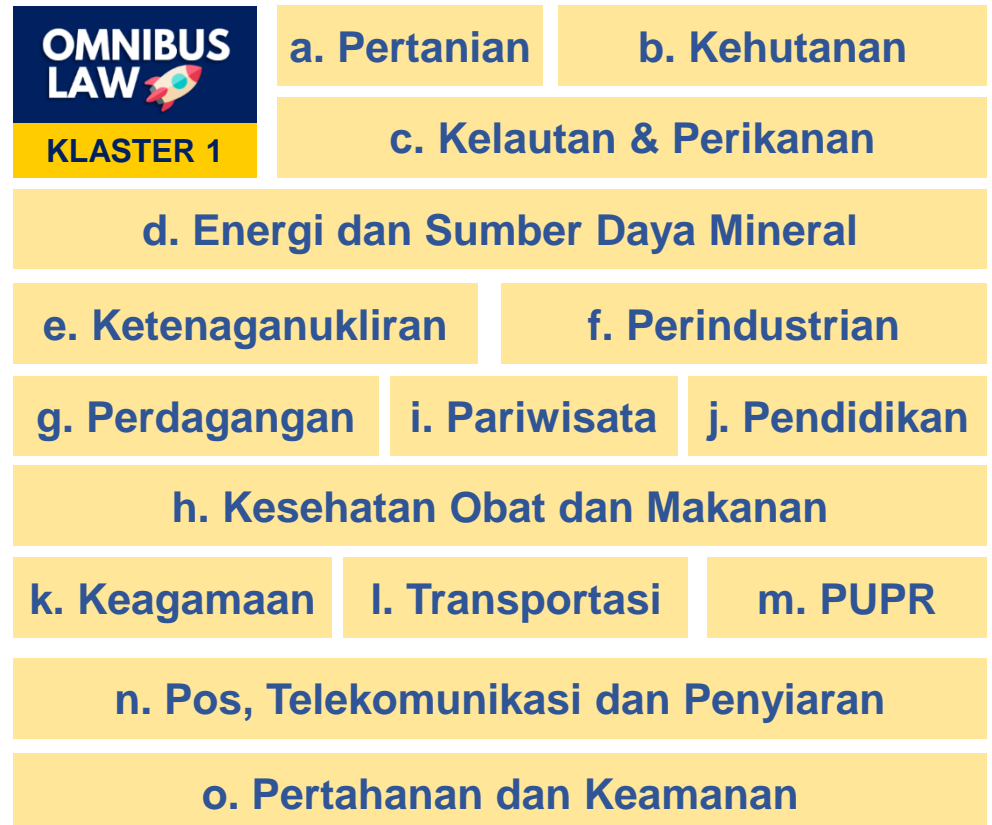 OMNIBUS
LAW
KLASTER 1
a. Pertanian
b. Kehutanan
c. Kelautan & Perikanan
d. Energi dan Sumber Daya Mineral
e. Ketenaganukliran
f. Perindustrian
g. Perdagangan
i. Pariwisata
j. Pendidikan
h. Kesehatan Obat dan Makanan
k. Keagamaan
l. Transportasi
m. PUPR
n. Pos, Telekomunikasi dan Penyiaran
o. Pertahanan dan Keamanan